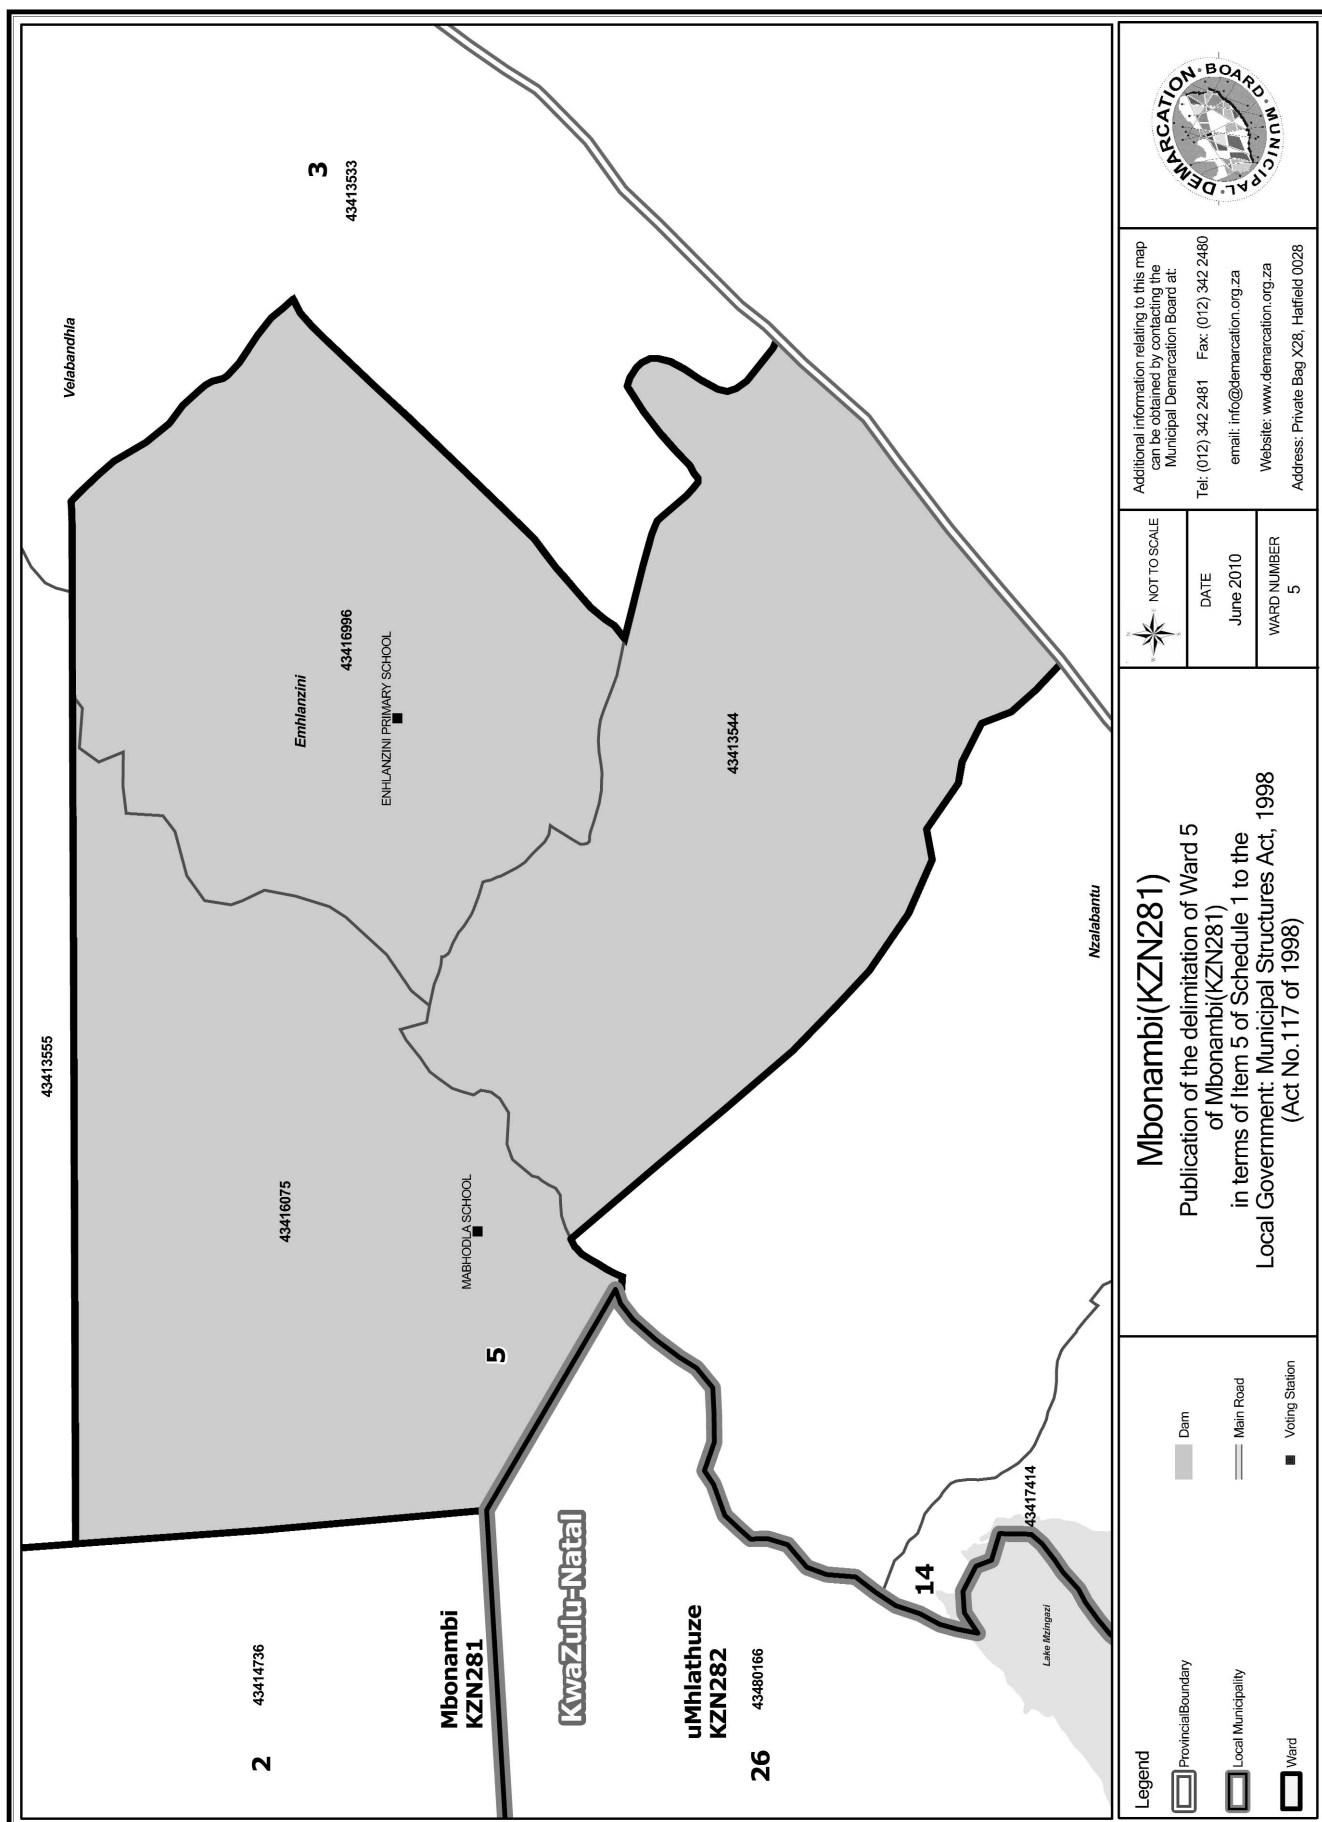 43413555
Velabandhla
3
43413533
43416996
Emhlanzini
ENHLANZINI PRIMARY SCHOOL
43416075
MABHODLA SCHOOL
5
43413544
43414736
2
Mbonambi
KZN281
KwaZulu-Natal
uMhlathuze
KZN282
43480166
26
14
43417414
Lake Mzingazi
Nzalabantu
Legend
ProvincialBoundary
Local Municipality
Ward
Dam
Main Road
Voting Station
Mbonambi(KZN281)
Publication of the delimitation of Ward 5
of Mbonambi(KZN281)
in terms of Item 5 of Schedule 1 to the
Local Government: Municipal Structures Act, 1998
(Act No.117 of 1998)
N
W
E
S
NOT TO SCALE
DATE
June 2010
WARD NUMBER
5
Additional information relating to this map
can be obtained by contacting the
Municipal Demarcation Board at:
Tel: (012) 342 2481 Fax: (012) 342 2480
email: info@demarcation.org.za
Website: www.demarcation.org.za
Address: Private Bag X28, Hatfield 0028
MUNICIPAL · DEMARCATION · BOARD ·